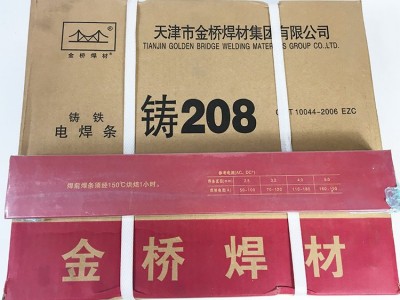 金桥焊材
铸铁
电焊条
天津市金桥焊材集团有限公司
TIANJIN GOLDEN BRIDGE WELDING MATERIALS GROUP CO.,LTD.
铸208
10044-2006 EZC
焊前焊条须经150℃烘焙1小时。
金桥焊材